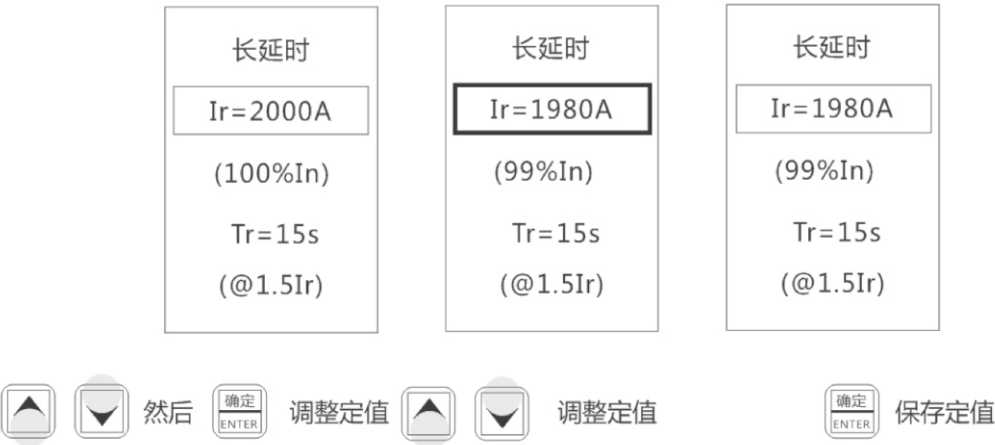 长延时
Ir=2000A
(100%In)
Tr=15s
(@1.5Ir)
长延时
Ir=1980A
(99%In)
Tr=15s
(@1.5Ir)
长延时
Ir=1980A
(99%In)
Tr=15s
(@1.5Ir)
然后 确定 ENTER 调整定值 调整定值 确定 ENTER 保存定值